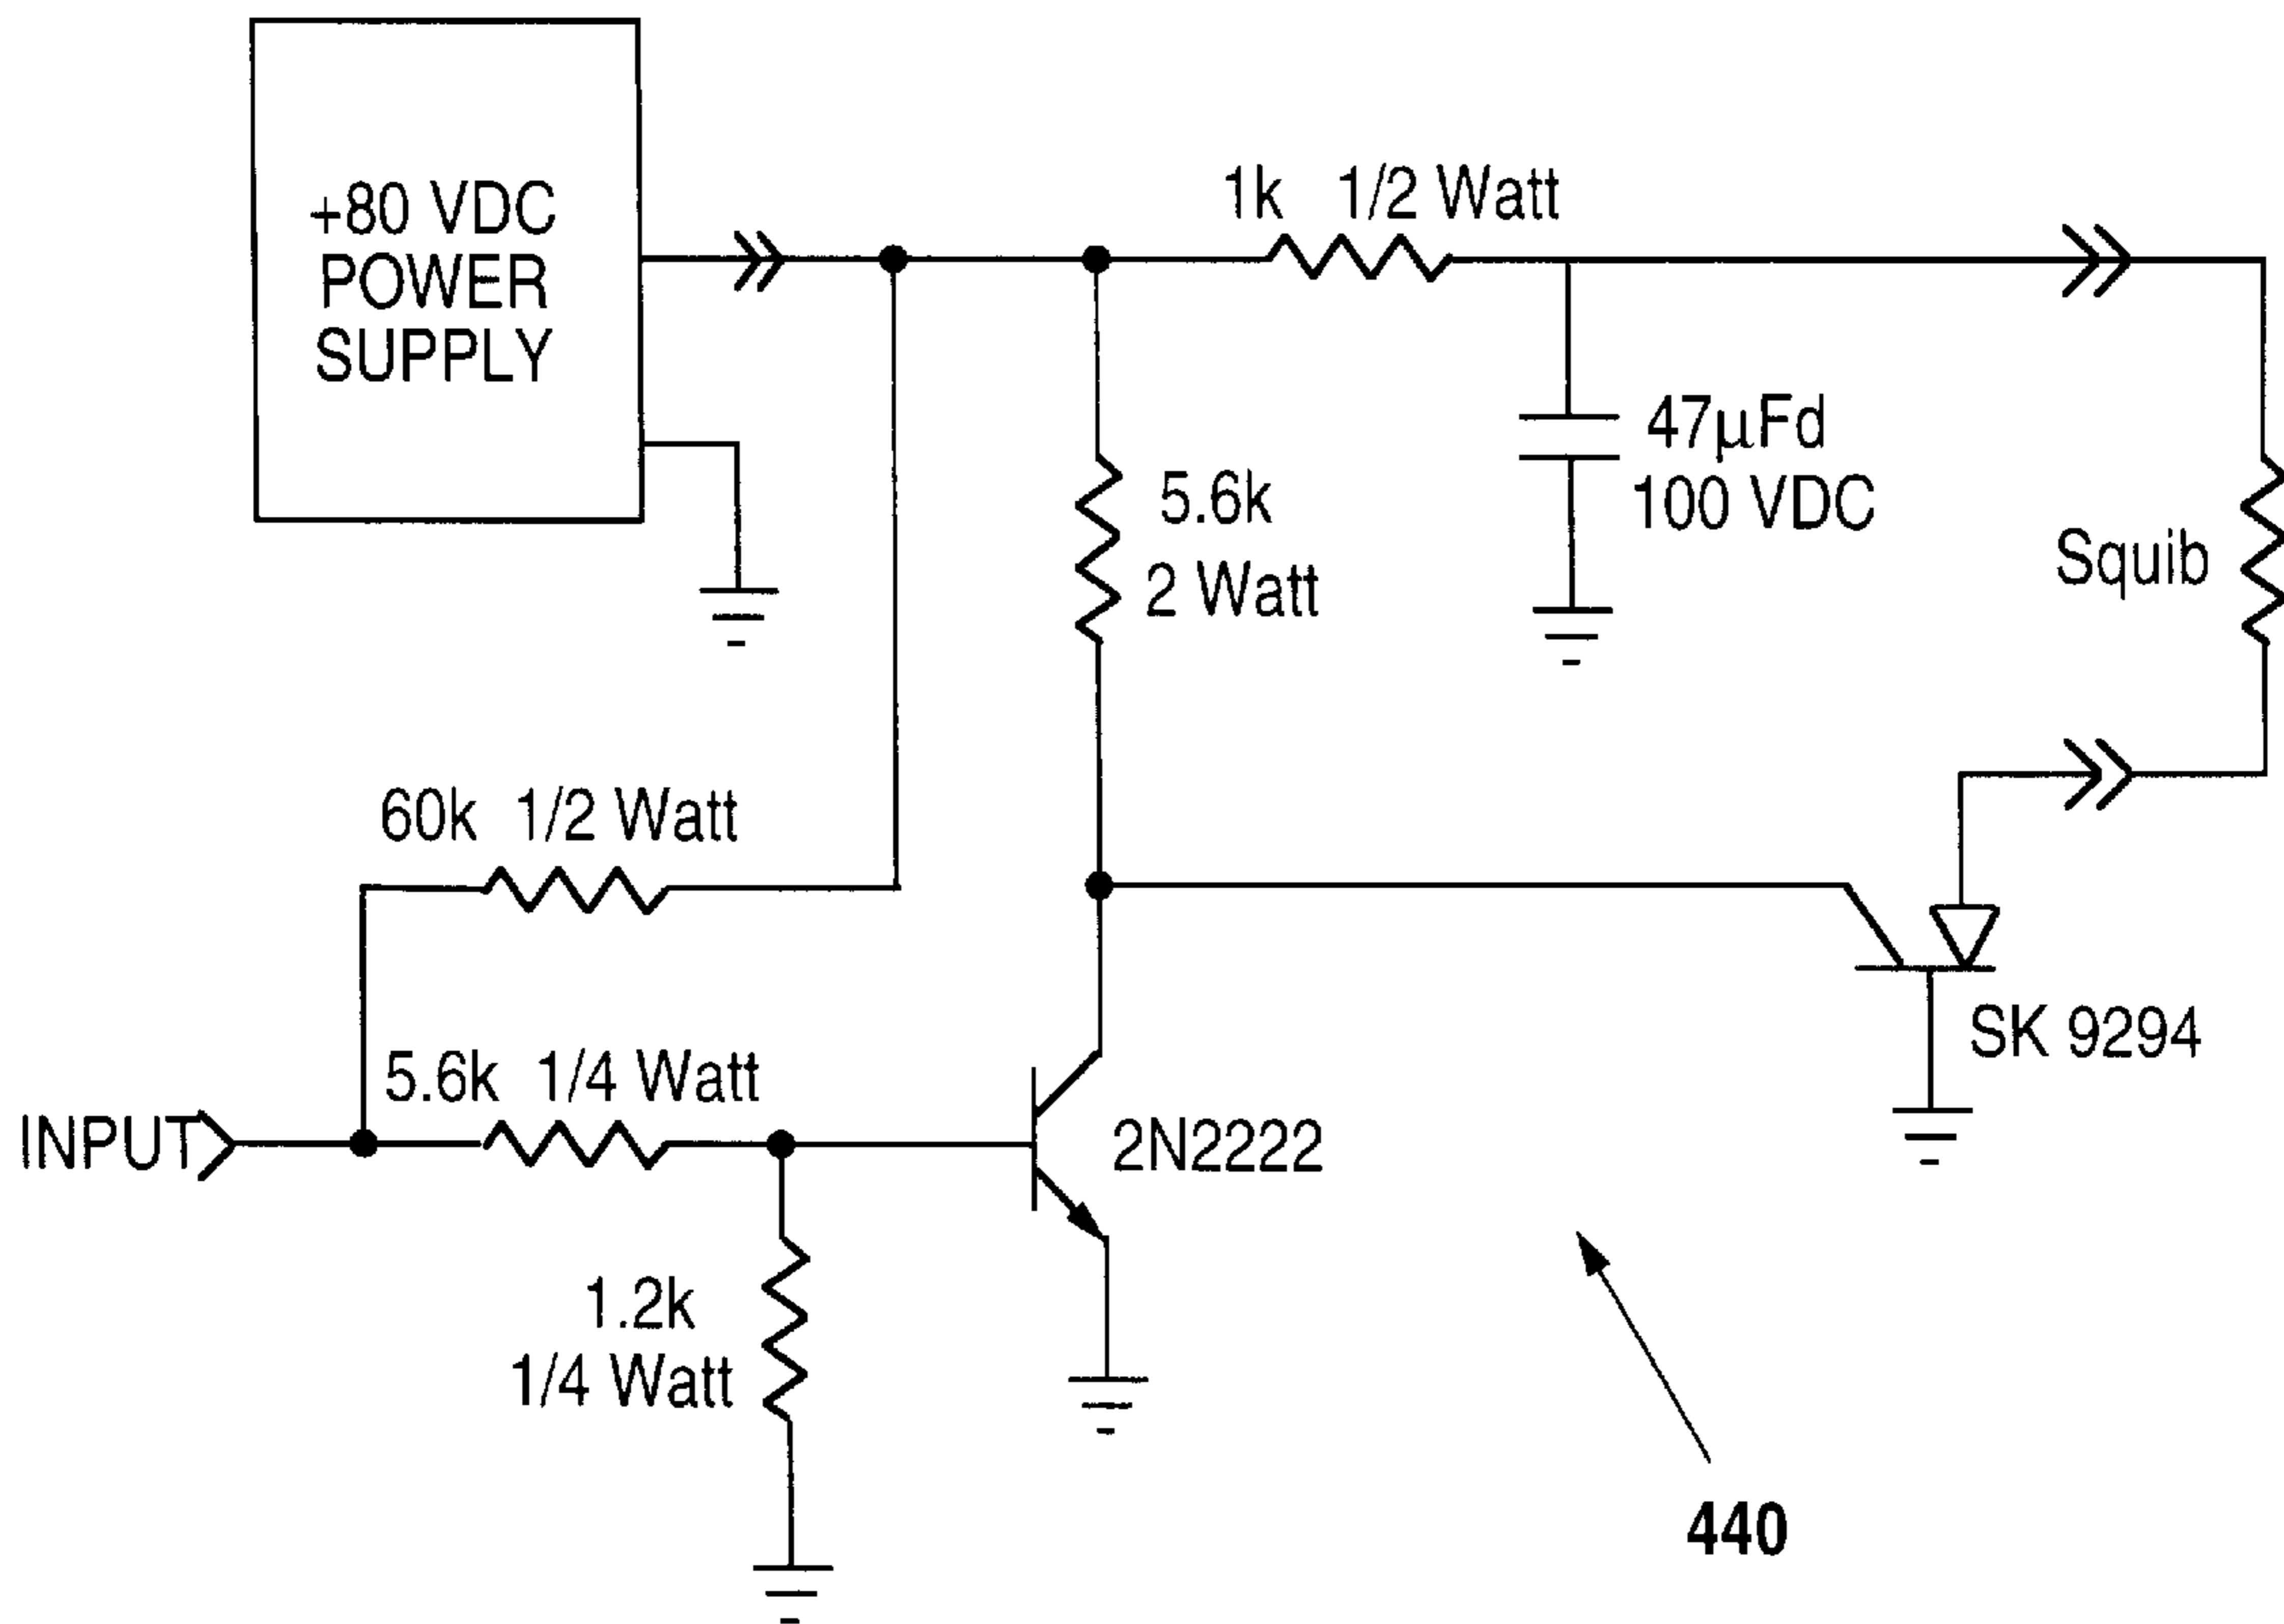 +80 VDC
POWER
SUPPLY
1k 1/2 Watt
47µFd
100 VDC
5.6k
2 Watt
Squib
60k 1/2 Watt
5.6k 1/4 Watt
INPUT
2N2222
SK 9294
1.2k
1/4 Watt
440